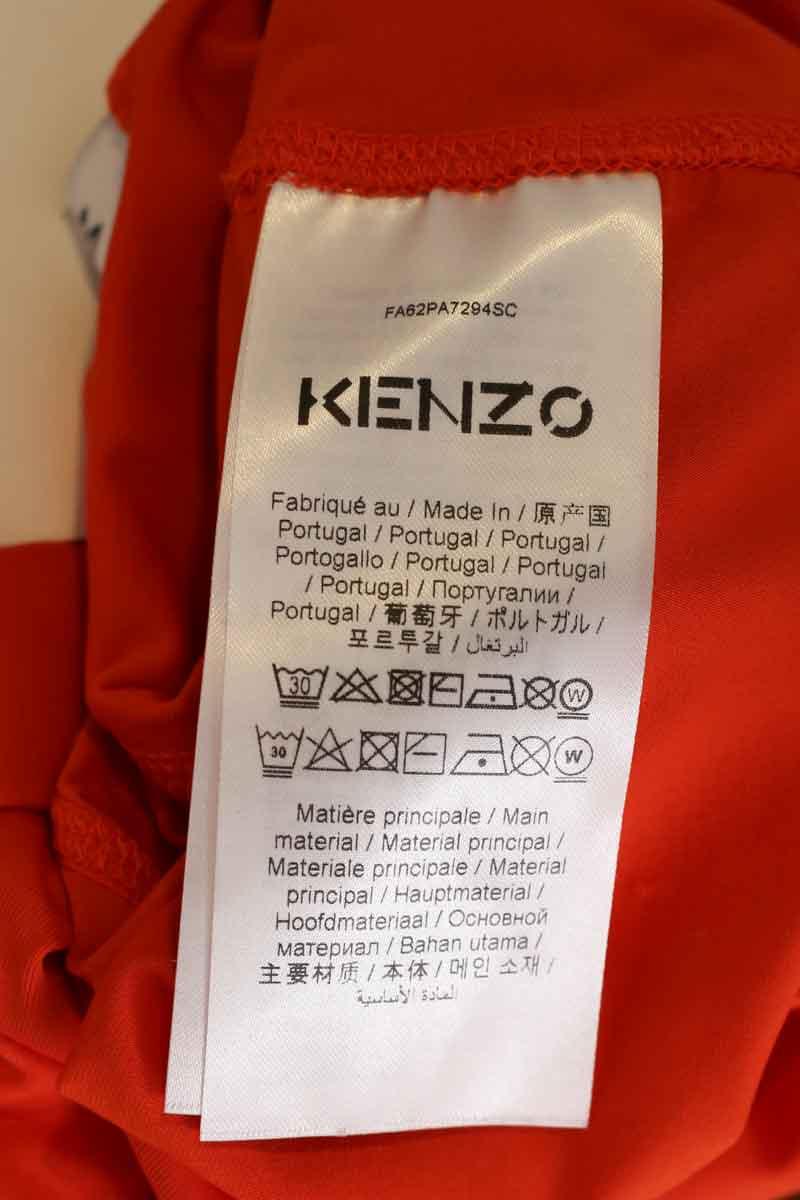 FA62PA7294SC
KENZO
Fabriqué au / Made In / 原产国
Portugal / Portugal / Portugal /
Portogallo / Portugal / Portugal
/ Portugal / Португалии /
Portugal / 葡萄牙 / ポルトガル /
포르투갈 / البرتغال
30 W
30 W
Matière principale / Main
material / Material principal /
Materiale principale / Material
principal / Hauptmaterial /
Hoofdmateriaal / Основной
материал / Bahan utama /
主要材质 / 本体 / 메인 소재 /
المادة الأساسية